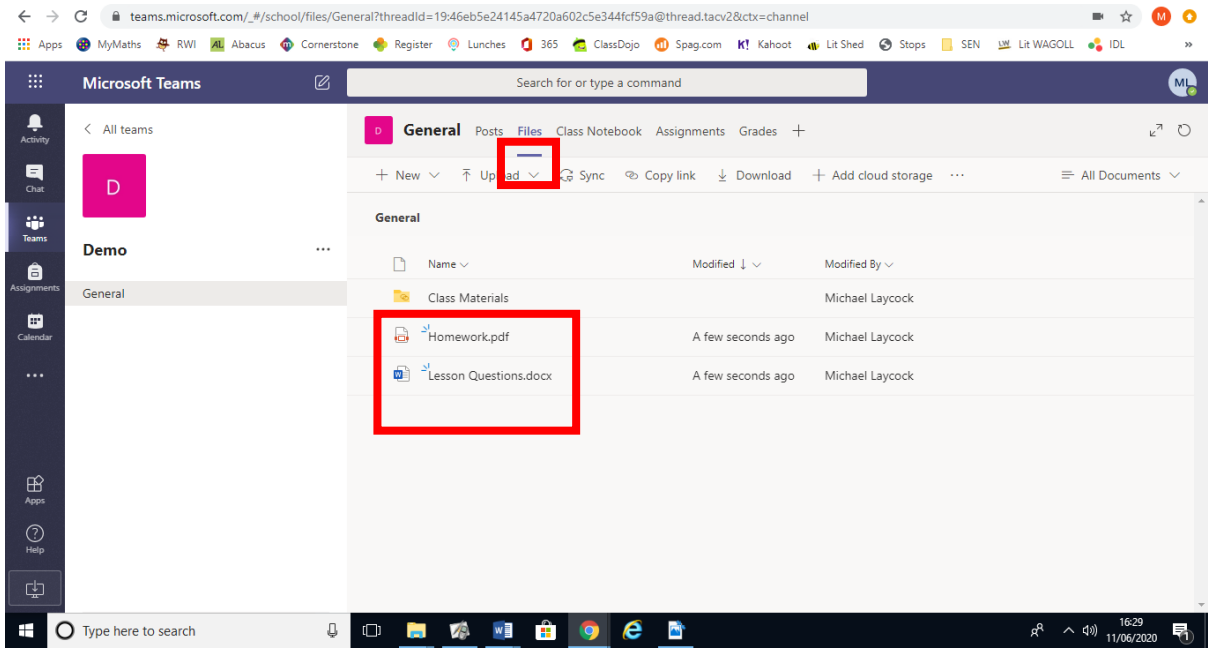 teams.microsoft.com/_#/school/files/General?threadId=19:46eb5e24145a4720a602c5e344fcf59a@thread.tacv2&ctx=channel
M
Apps MyMaths RWI AL Abacus Cornerstone Register Lunches 365 ClassDojo Spag.com K! Kahoot Lit Shed Stops SEN LW Lit WAGOLL IDL »
Microsoft Teams
Search for or type a command
ML
Activity
Chat
Teams
Assignments
Calendar
Apps
Help
All teams
D
Demo
General
D General Posts Files Class Notebook Assignments Grades
New Upload Sync Copy link Download Add cloud storage ... All Documents
General
Name Modified Modified By
Class Materials Michael Laycock
Homework.pdf A few seconds ago Michael Laycock
Lesson Questions.docx A few seconds ago Michael Laycock
Type here to search
16:29
11/06/2020